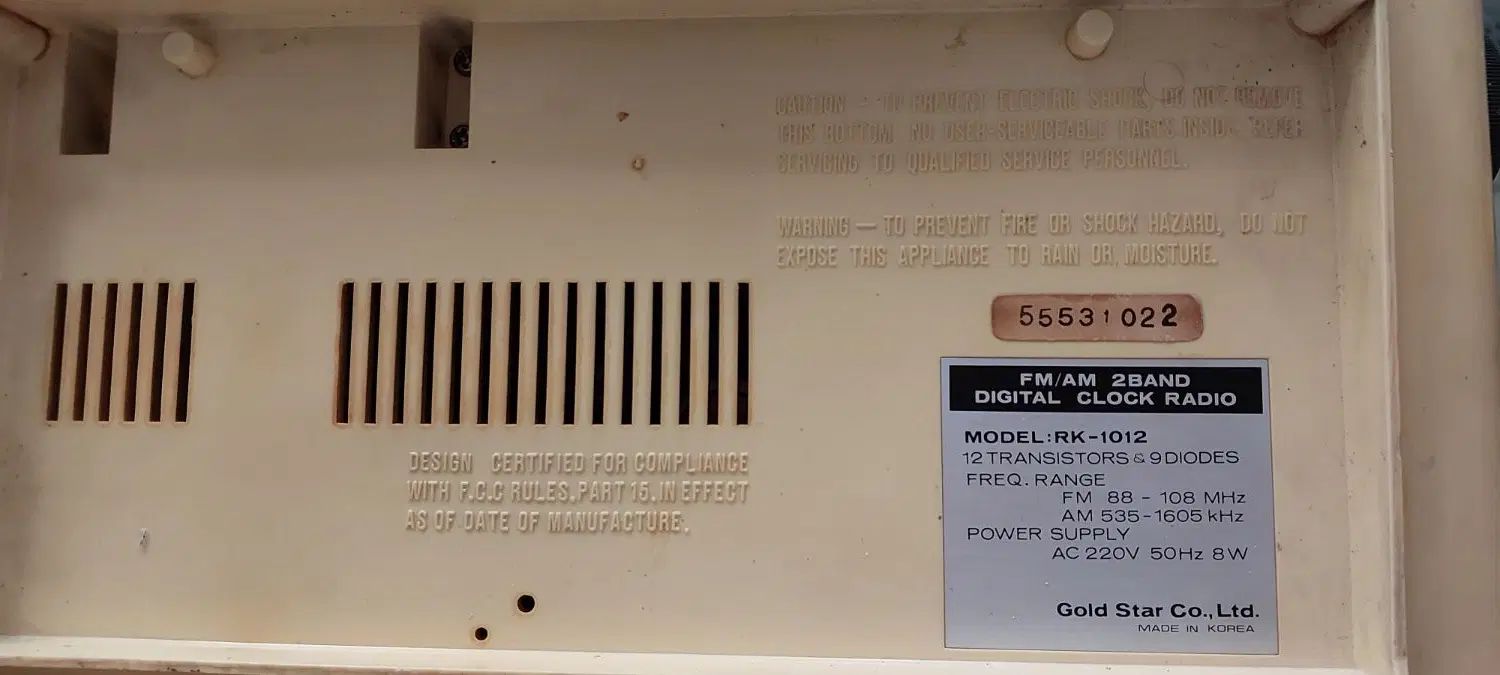 CAUTION - TO PREVENT ELECTRIC SHOCK, DO NOT REMOVE
THIS BOTTOM. NO USER-SERVICEABLE PARTS INSIDE. REFER
SERVICING TO QUALIFIED SERVICE PERSONNEL.
WARNING — TO PREVENT FIRE OR SHOCK HAZARD, DO NOT
EXPOSE THIS APPLIANCE TO RAIN OR MOISTURE.
55531022
FM/AM 2BAND
DIGITAL CLOCK RADIO
MODEL:RK-1012
12 TRANSISTORS & 9 DIODES
FREQ. RANGE
FM 88 - 108 MHz
AM 535-1605 kHz
POWER SUPPLY
AC 220V 50Hz 8W
Gold Star Co., Ltd.
MADE IN KOREA
DESIGN CERTIFIED FOR COMPLIANCE
WITH F.C.C RULES. PART 15. IN EFFECT
AS OF DATE OF MANUFACTURE.